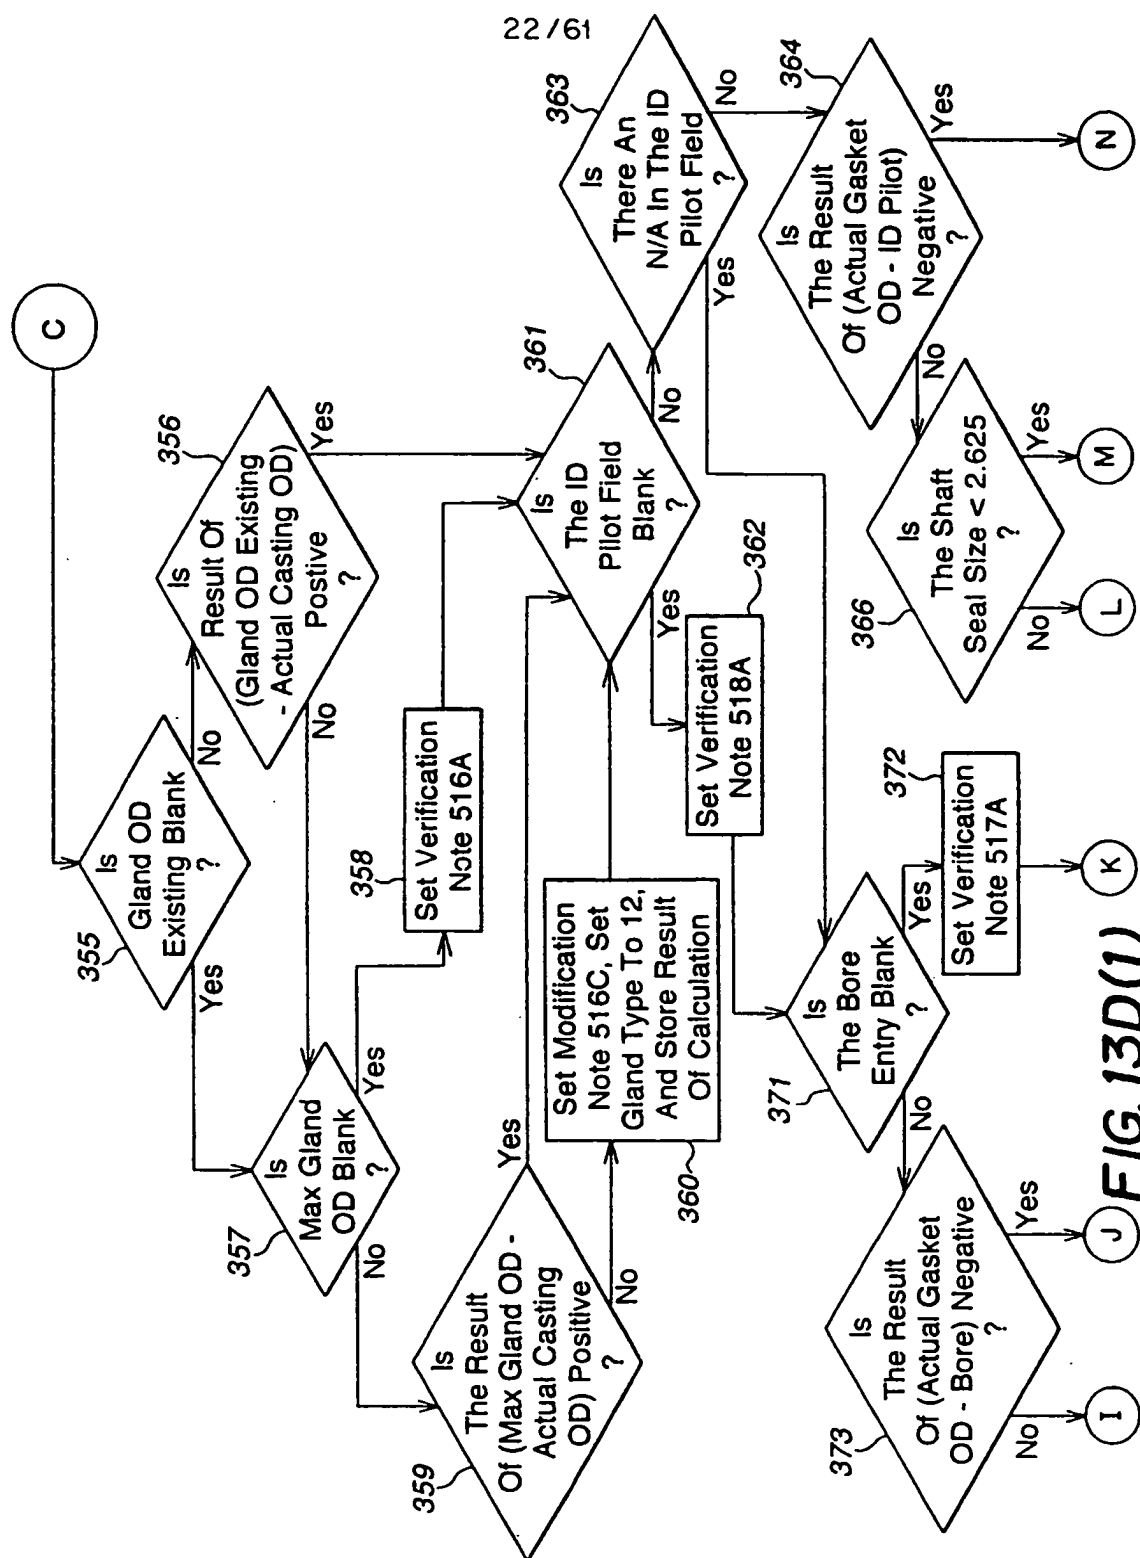 22/61
C
355
Is
Gland OD
Existing Blank
?
Yes
No
356
Is
Result Of
(Gland OD Existing
- Actual Casting OD)
Postive
?
Yes
No
357
Is
Max Gland
OD Blank
?
Yes
No
358
Set Verification
Note 516A
359
Is
The Result
Of (Max Gland OD -
Actual Casting
OD) Positive
?
Yes
No
360
Set Modification
Note 516C, Set
Gland Type To 12,
And Store Result
Of Calculation
361
Is
The ID
Pilot Field
Blank
?
Yes
No
362
Set Verification
Note 518A
363
Is
There An
N/A In The ID
Pilot Field
?
Yes
No
364
Is
The Result
Of (Actual Gasket
OD - ID Pilot)
Negative
?
Yes
No
366
Is
The Shaft
Seal Size < 2.625
?
Yes
No
371
Is
The Bore
Entry Blank
?
Yes
No
372
Set Verification
Note 517A
373
Is
The Result
Of (Actual Gasket
OD - Bore) Negative
?
Yes
No
I
J
K
L
M
N
FIG. 13D(1)